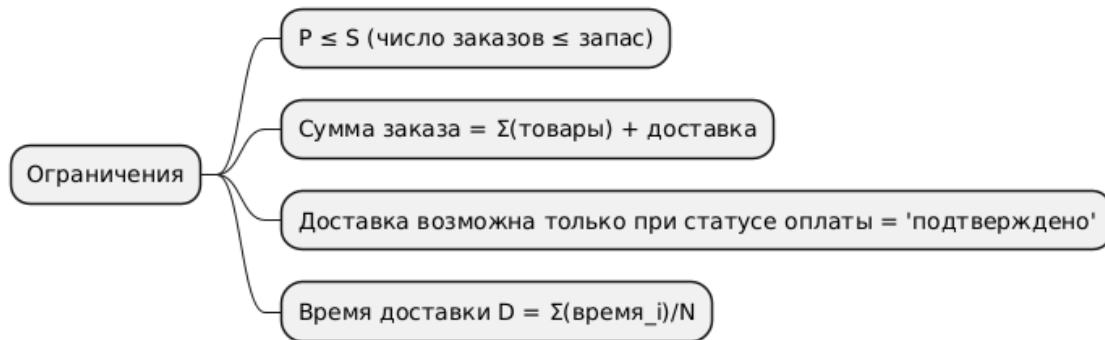 P ≤ S (число заказов ≤ запас)
Сумма заказа = Σ(товары) + доставка
Ограничения
Доставка возможна только при статусе оплаты = 'подтверждено'
Время доставки D = Σ(время_i)/N